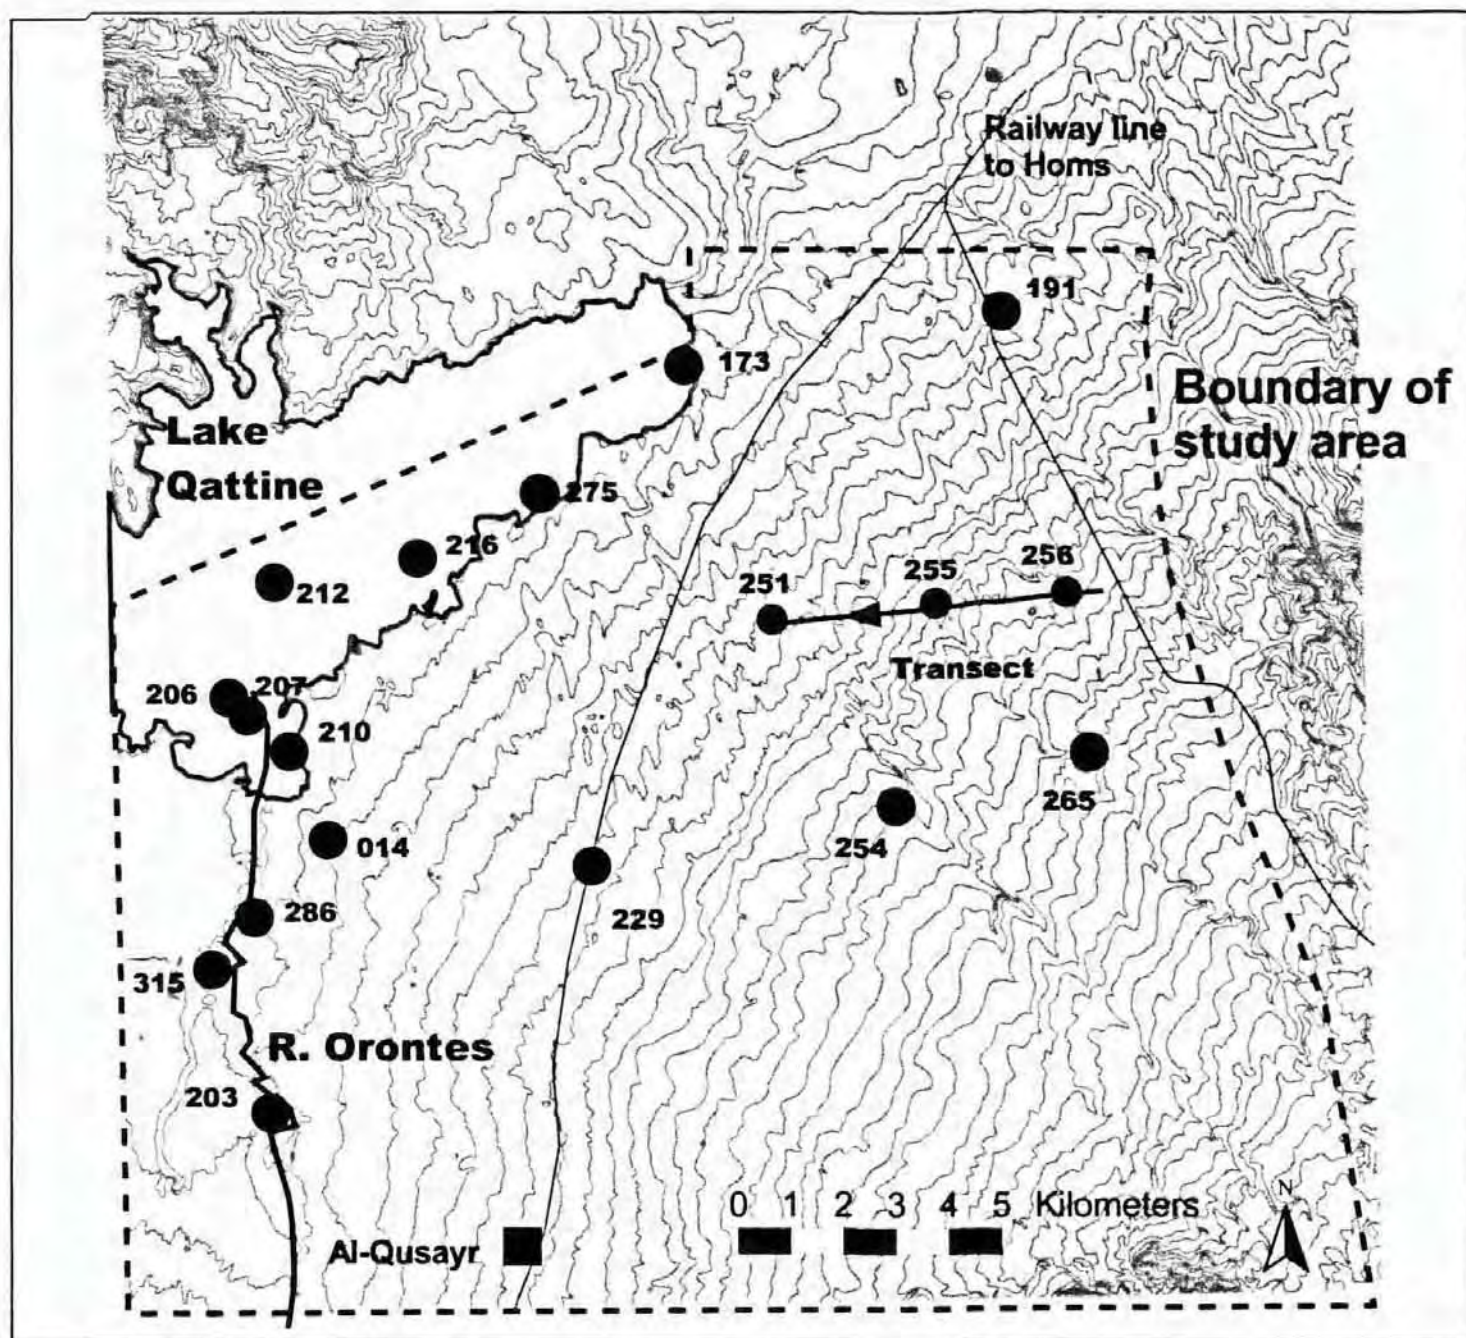 Railway line
to Homs
191
173
Boundary of
study area
Lake
Qattine
275
216
212
251
255
256
Transect
206
207
210
265
254
014
286
229
315
R. Orontes
203
0 1 2 3 4 5 Kilometers
N
Al-Qusayr